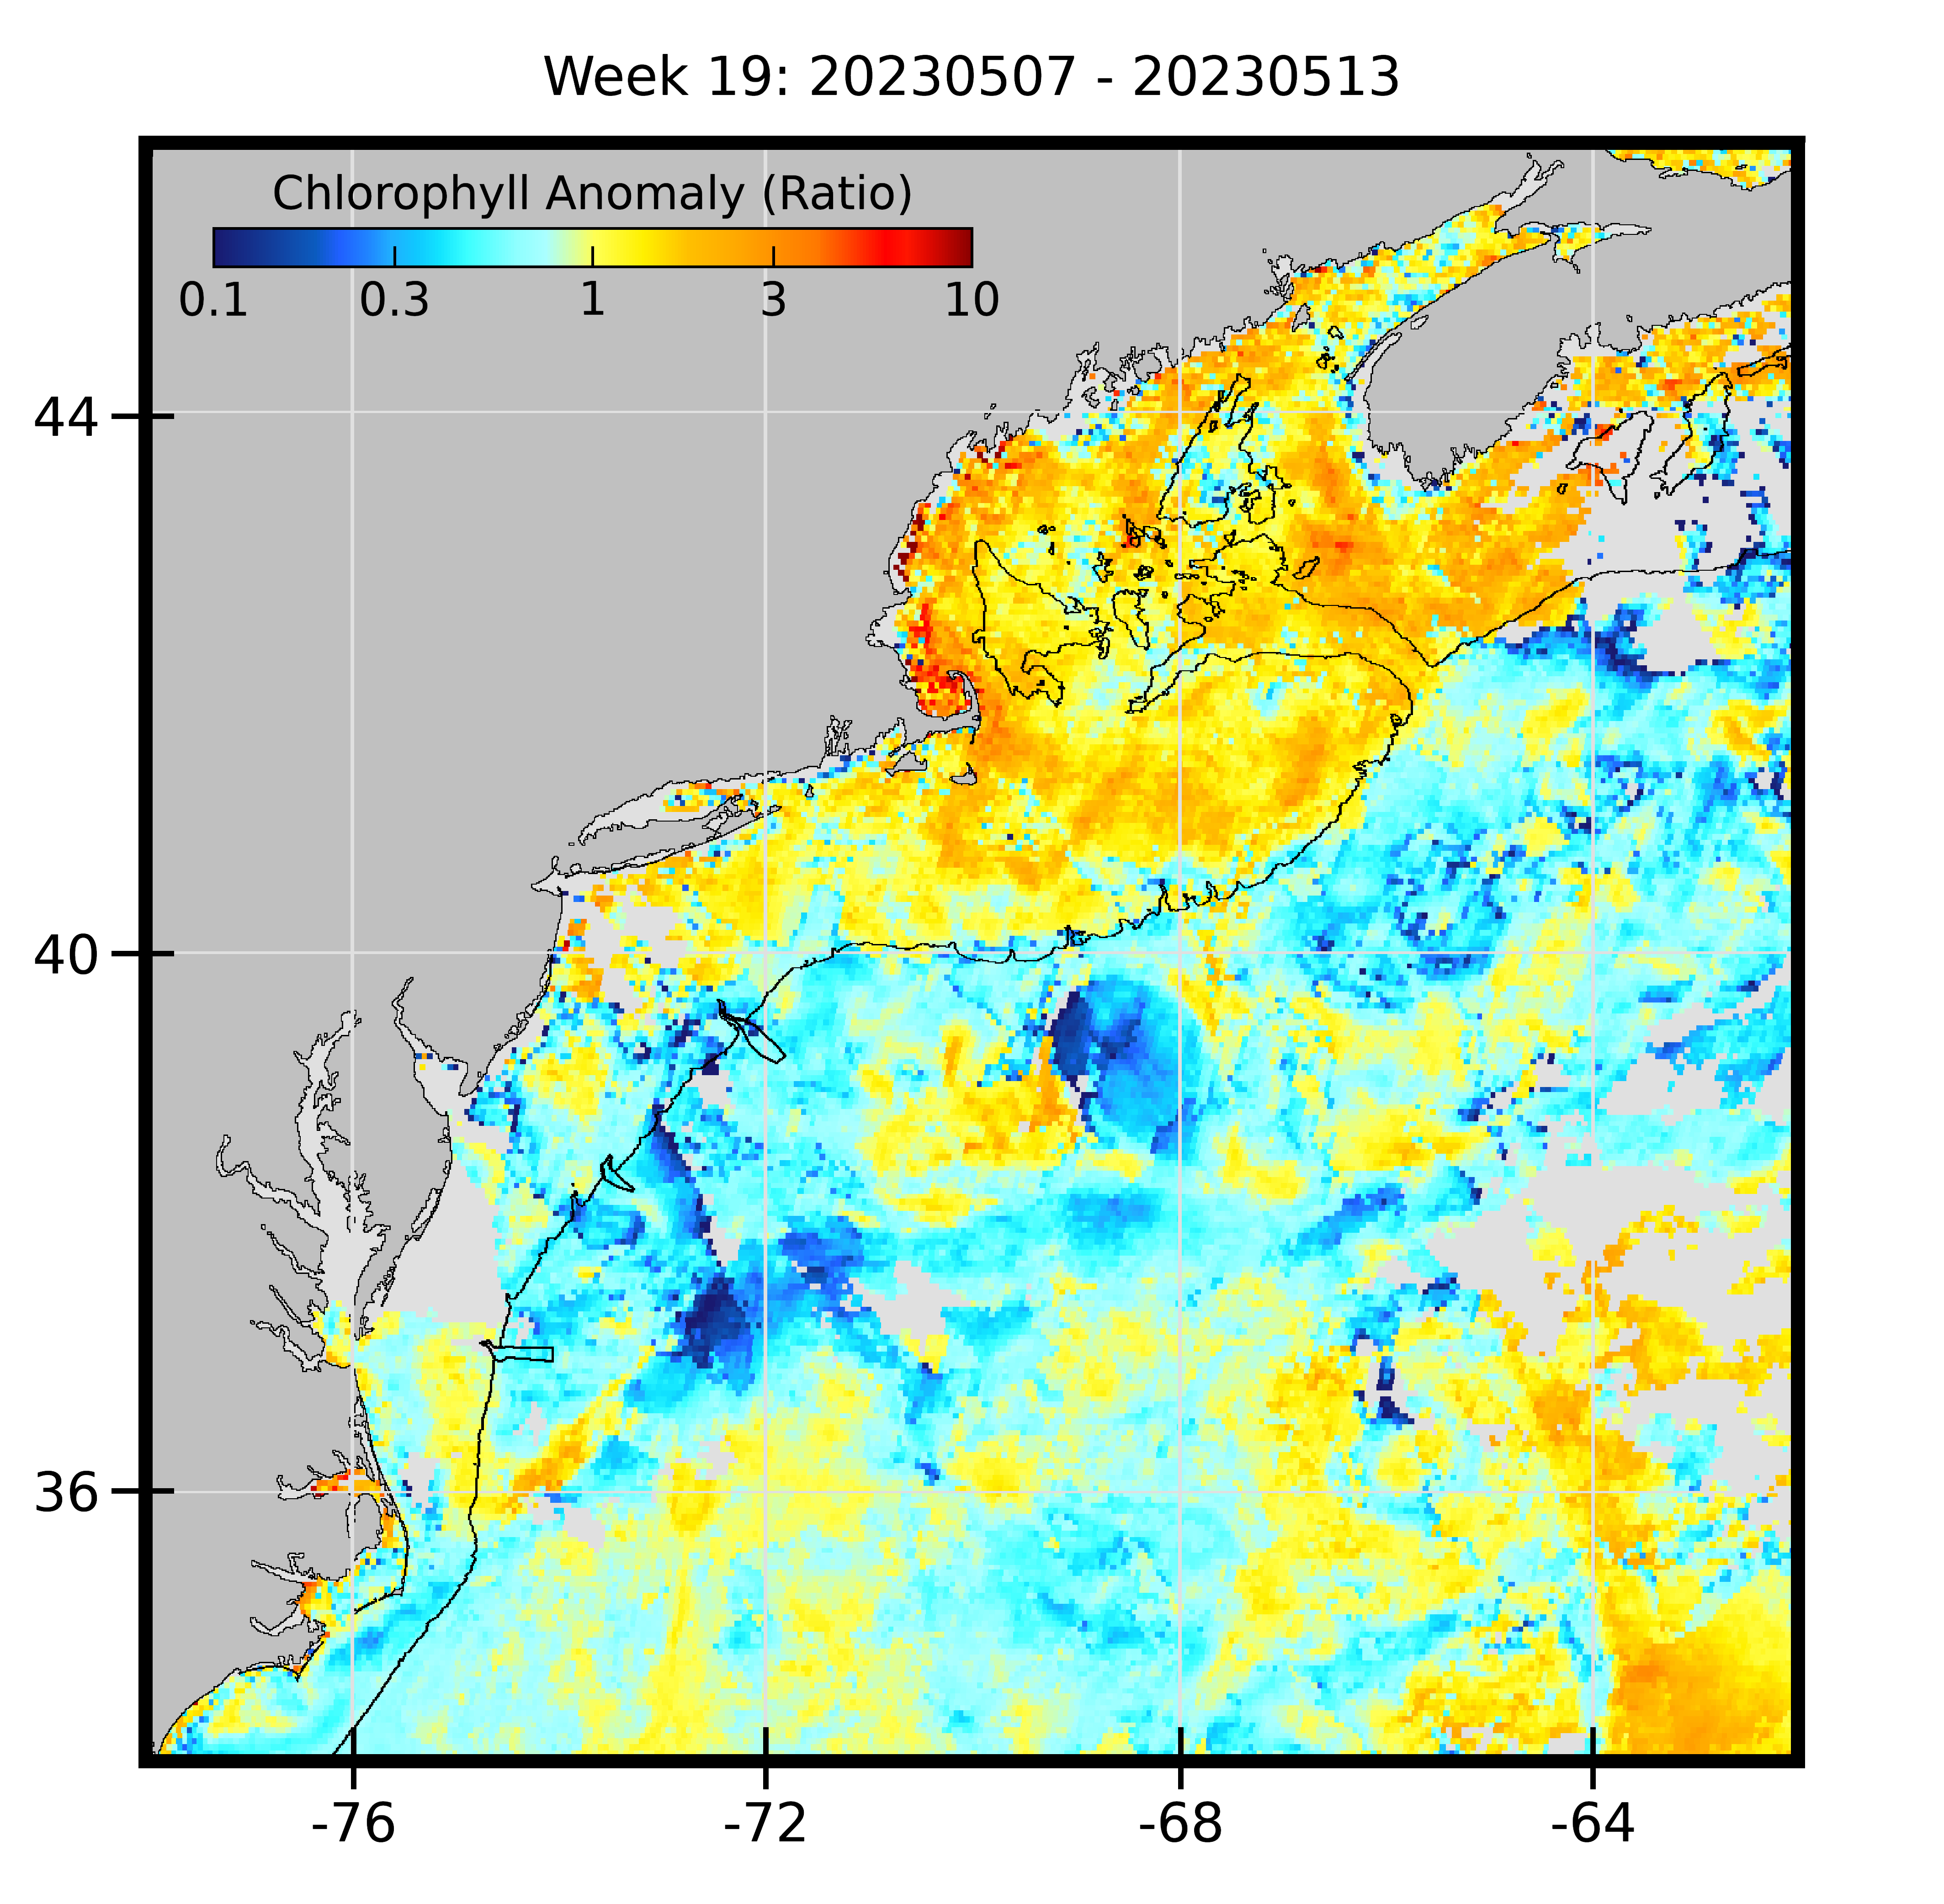 Week 19: 20230507 - 20230513
Chlorophyll Anomaly (Ratio)
0.1 0.3 1 3 10
44
40
36
-76 -72 -68 -64